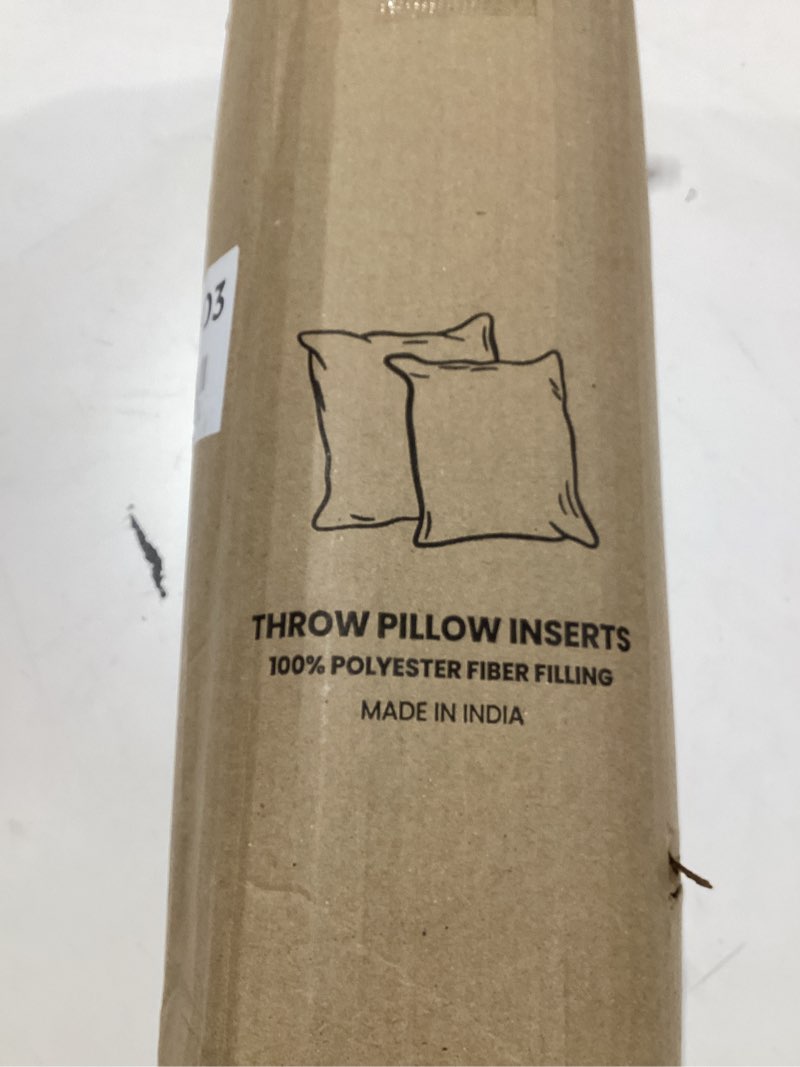 THROW PILLOW INSERTS
100% POLYESTER FIBER FILLING
MADE IN INDIA